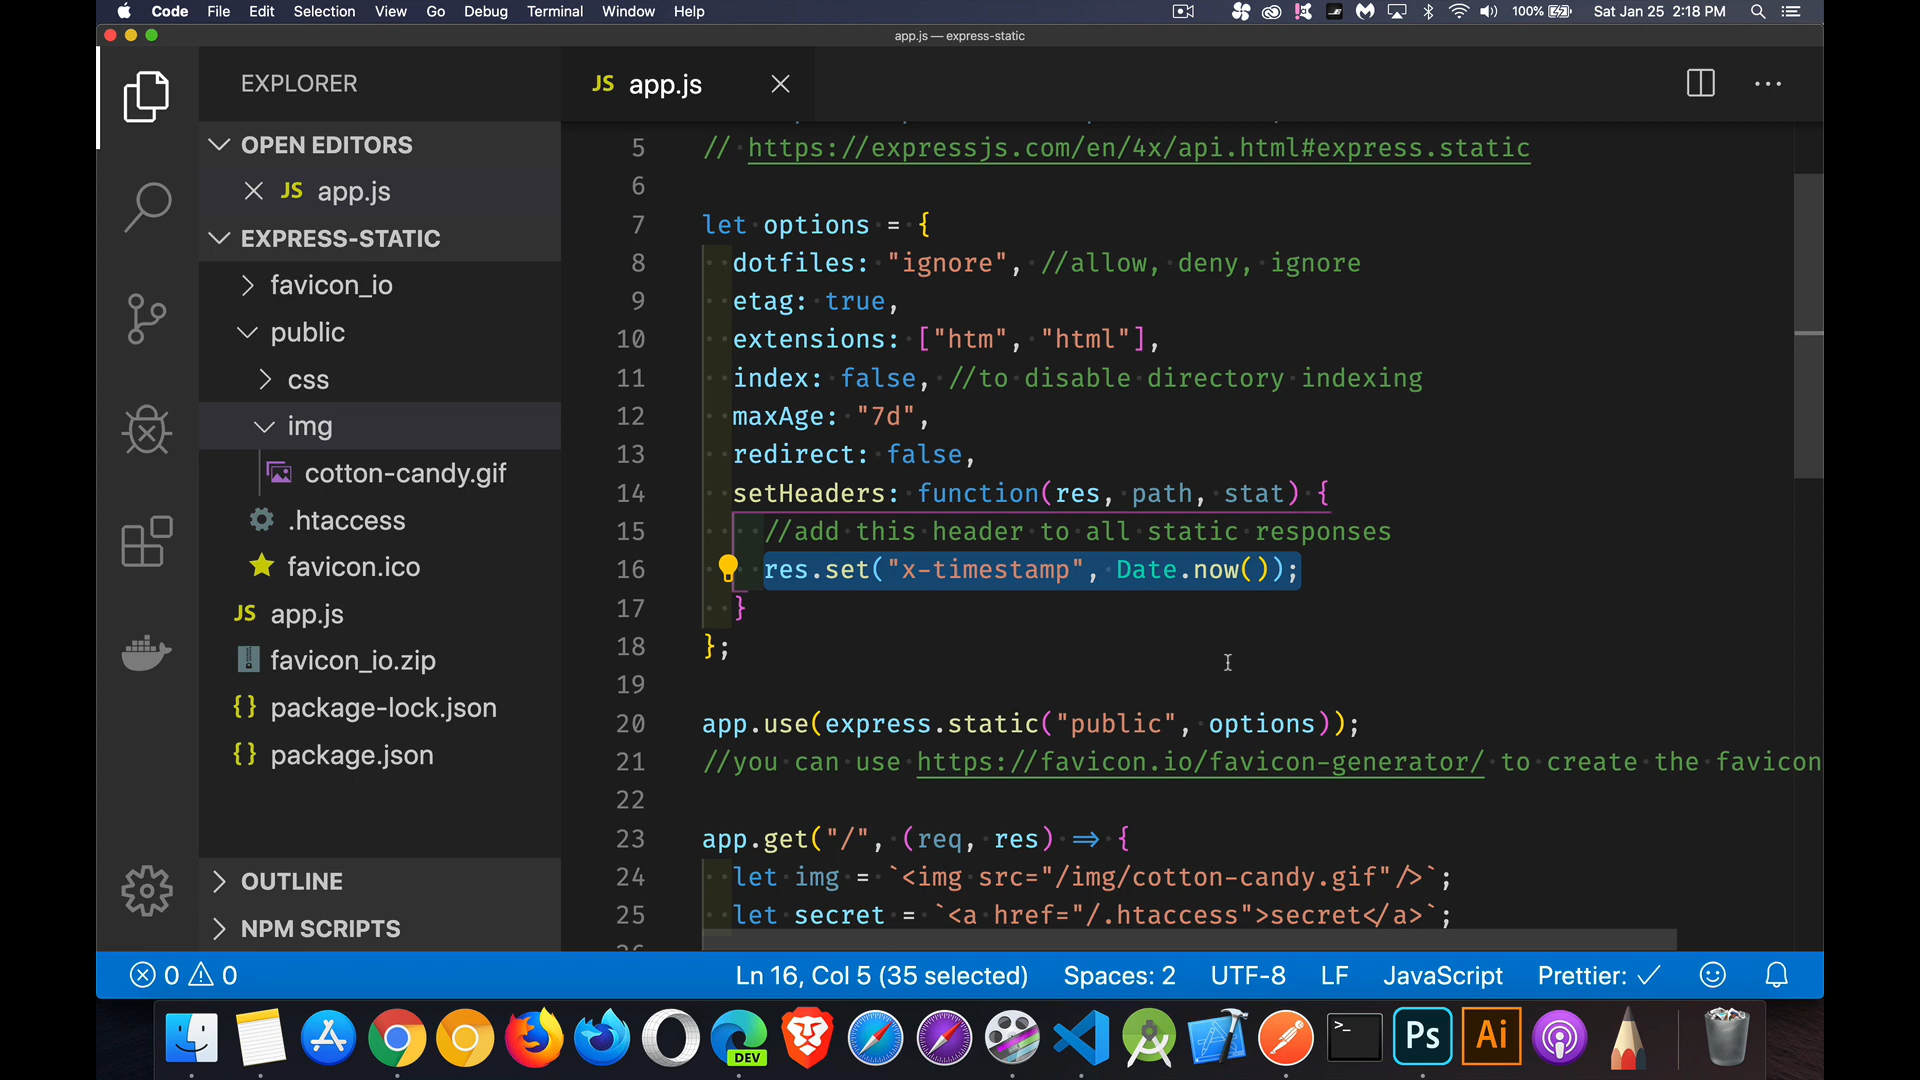 Code File Edit Selection View Go Debug Terminal Window Help 100% Sat Jan 25 2:18 PM
app.js — express-static
EXPLORER
OPEN EDITORS
JS app.js
EXPRESS-STATIC
favicon_io
public
css
img
cotton-candy.gif
.htaccess
favicon.ico
JS app.js
favicon_io.zip
{} package-lock.json
{} package.json
OUTLINE
NPM SCRIPTS
JS app.js
5 // https://expressjs.com/en/4x/api.html#express.static
6
7 let options = {
8 dotfiles: "ignore", //allow, deny, ignore
9 etag: true,
10 extensions: ["htm", "html"],
11 index: false, //to disable directory indexing
12 maxAge: "7d",
13 redirect: false,
14 setHeaders: function(res, path, stat) {
15 //add this header to all static responses
16 res.set("x-timestamp", Date.now());
17 }
18 };
19
20 app.use(express.static("public", options));
21 //you can use https://favicon.io/favicon-generator/ to create the favicon
22
23 app.get("/", (req, res) => {
24 let img = `<img src="/img/cotton-candy.gif"/>`;
25 let secret = `<a href="/.htaccess">secret</a>`;
0 0 Ln 16, Col 5 (35 selected) Spaces: 2 UTF-8 LF JavaScript Prettier: ✓
DEV >_ Ps Ai